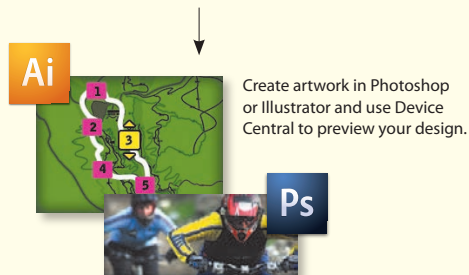 Ai
Create artwork in Photoshop
or Illustrator and use Device
Central to preview your design.
1
2
3
4
5
Ps